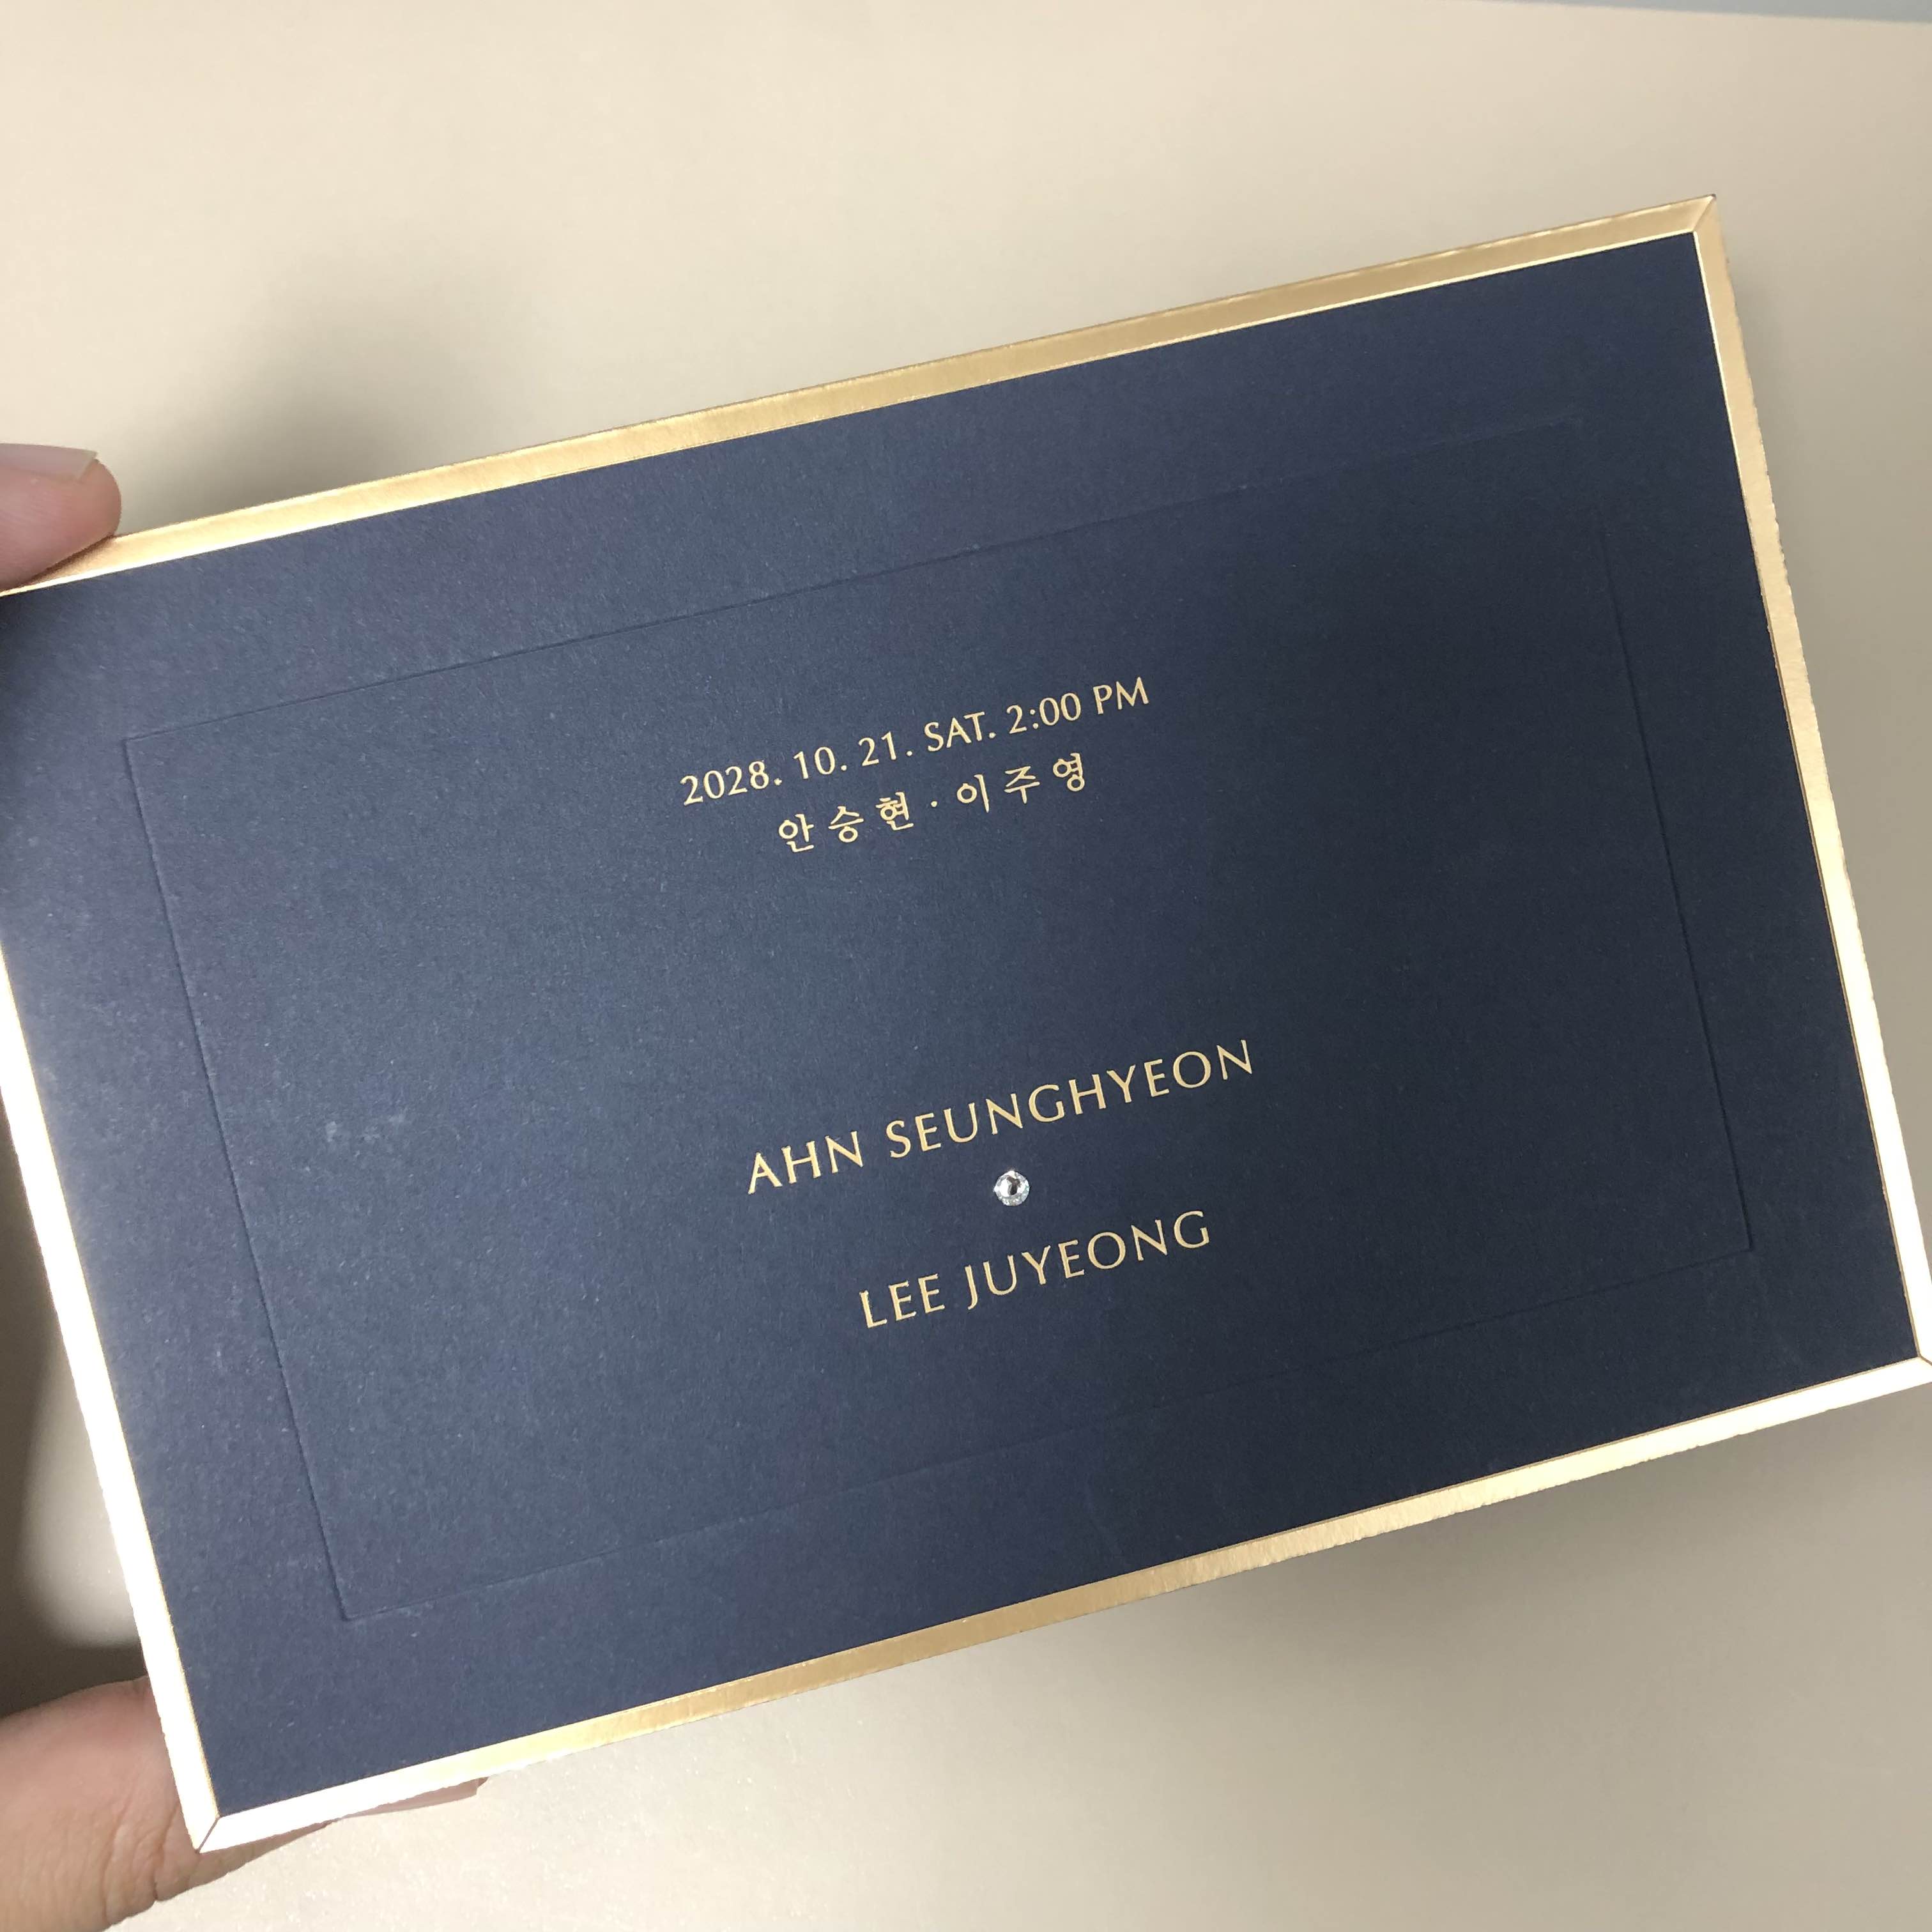 2028. 10. 21. SAT. 2:00 PM
안승현 · 이주영
AHN SEUNGHYEON
LEE JUYEONG